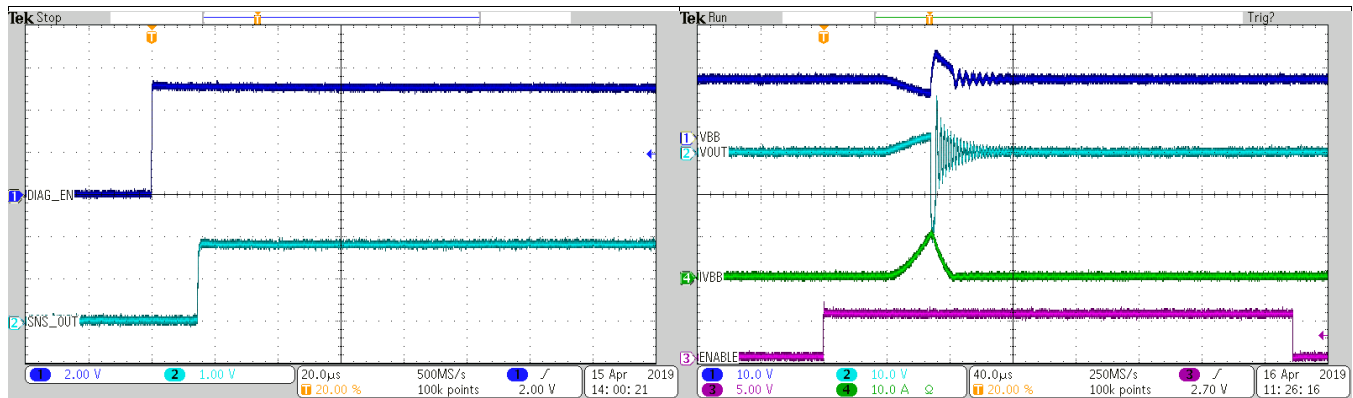 Tek Stop
T
T
1 DIAG_EN
2 SNS_OUT
1 2.00 V 2 1.00 V
20.0µs 500MS/s 1 ∫
T 20.00 % 100k points 2.00 V
15 Apr 2019
14:00:21
Tek Run Trig?
T
T
1 VBB
2 VOUT
4 IVBB
3 ENABLE
1 10.0 V 2 10.0 V
3 5.00 V 4 10.0 A Ω
40.0µs 250MS/s 3 ∫
T 20.00 % 100k points 2.70 V
16 Apr 2019
11:26:16